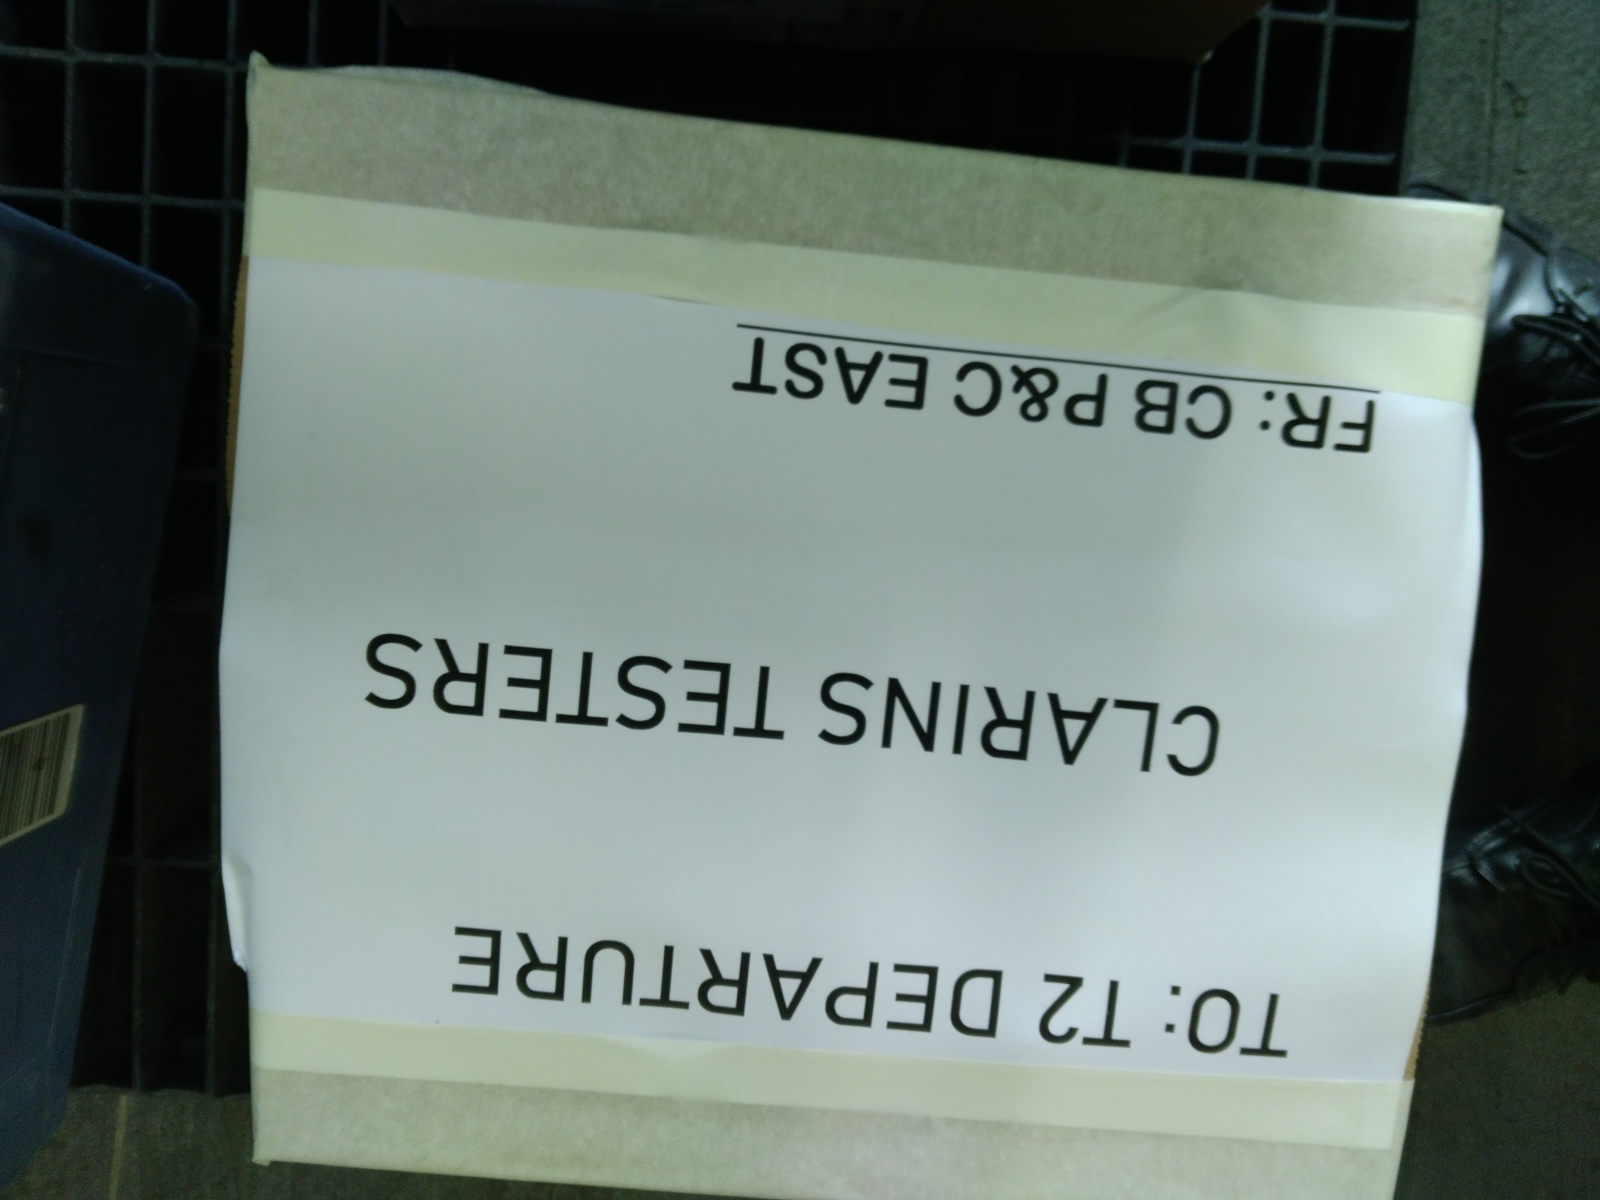 TO: T2 DEPARTURE
CLARINS TESTERS
FR: CB P&C EAST